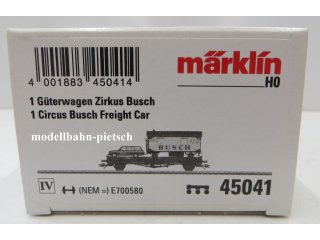 4 001883 450414
märklin
H0
1 Güterwagen Zirkus Busch
1 Circus Busch Freight Car
modellbahn-pietsch
BUSCH
IV
(NEM =) E700580
45041